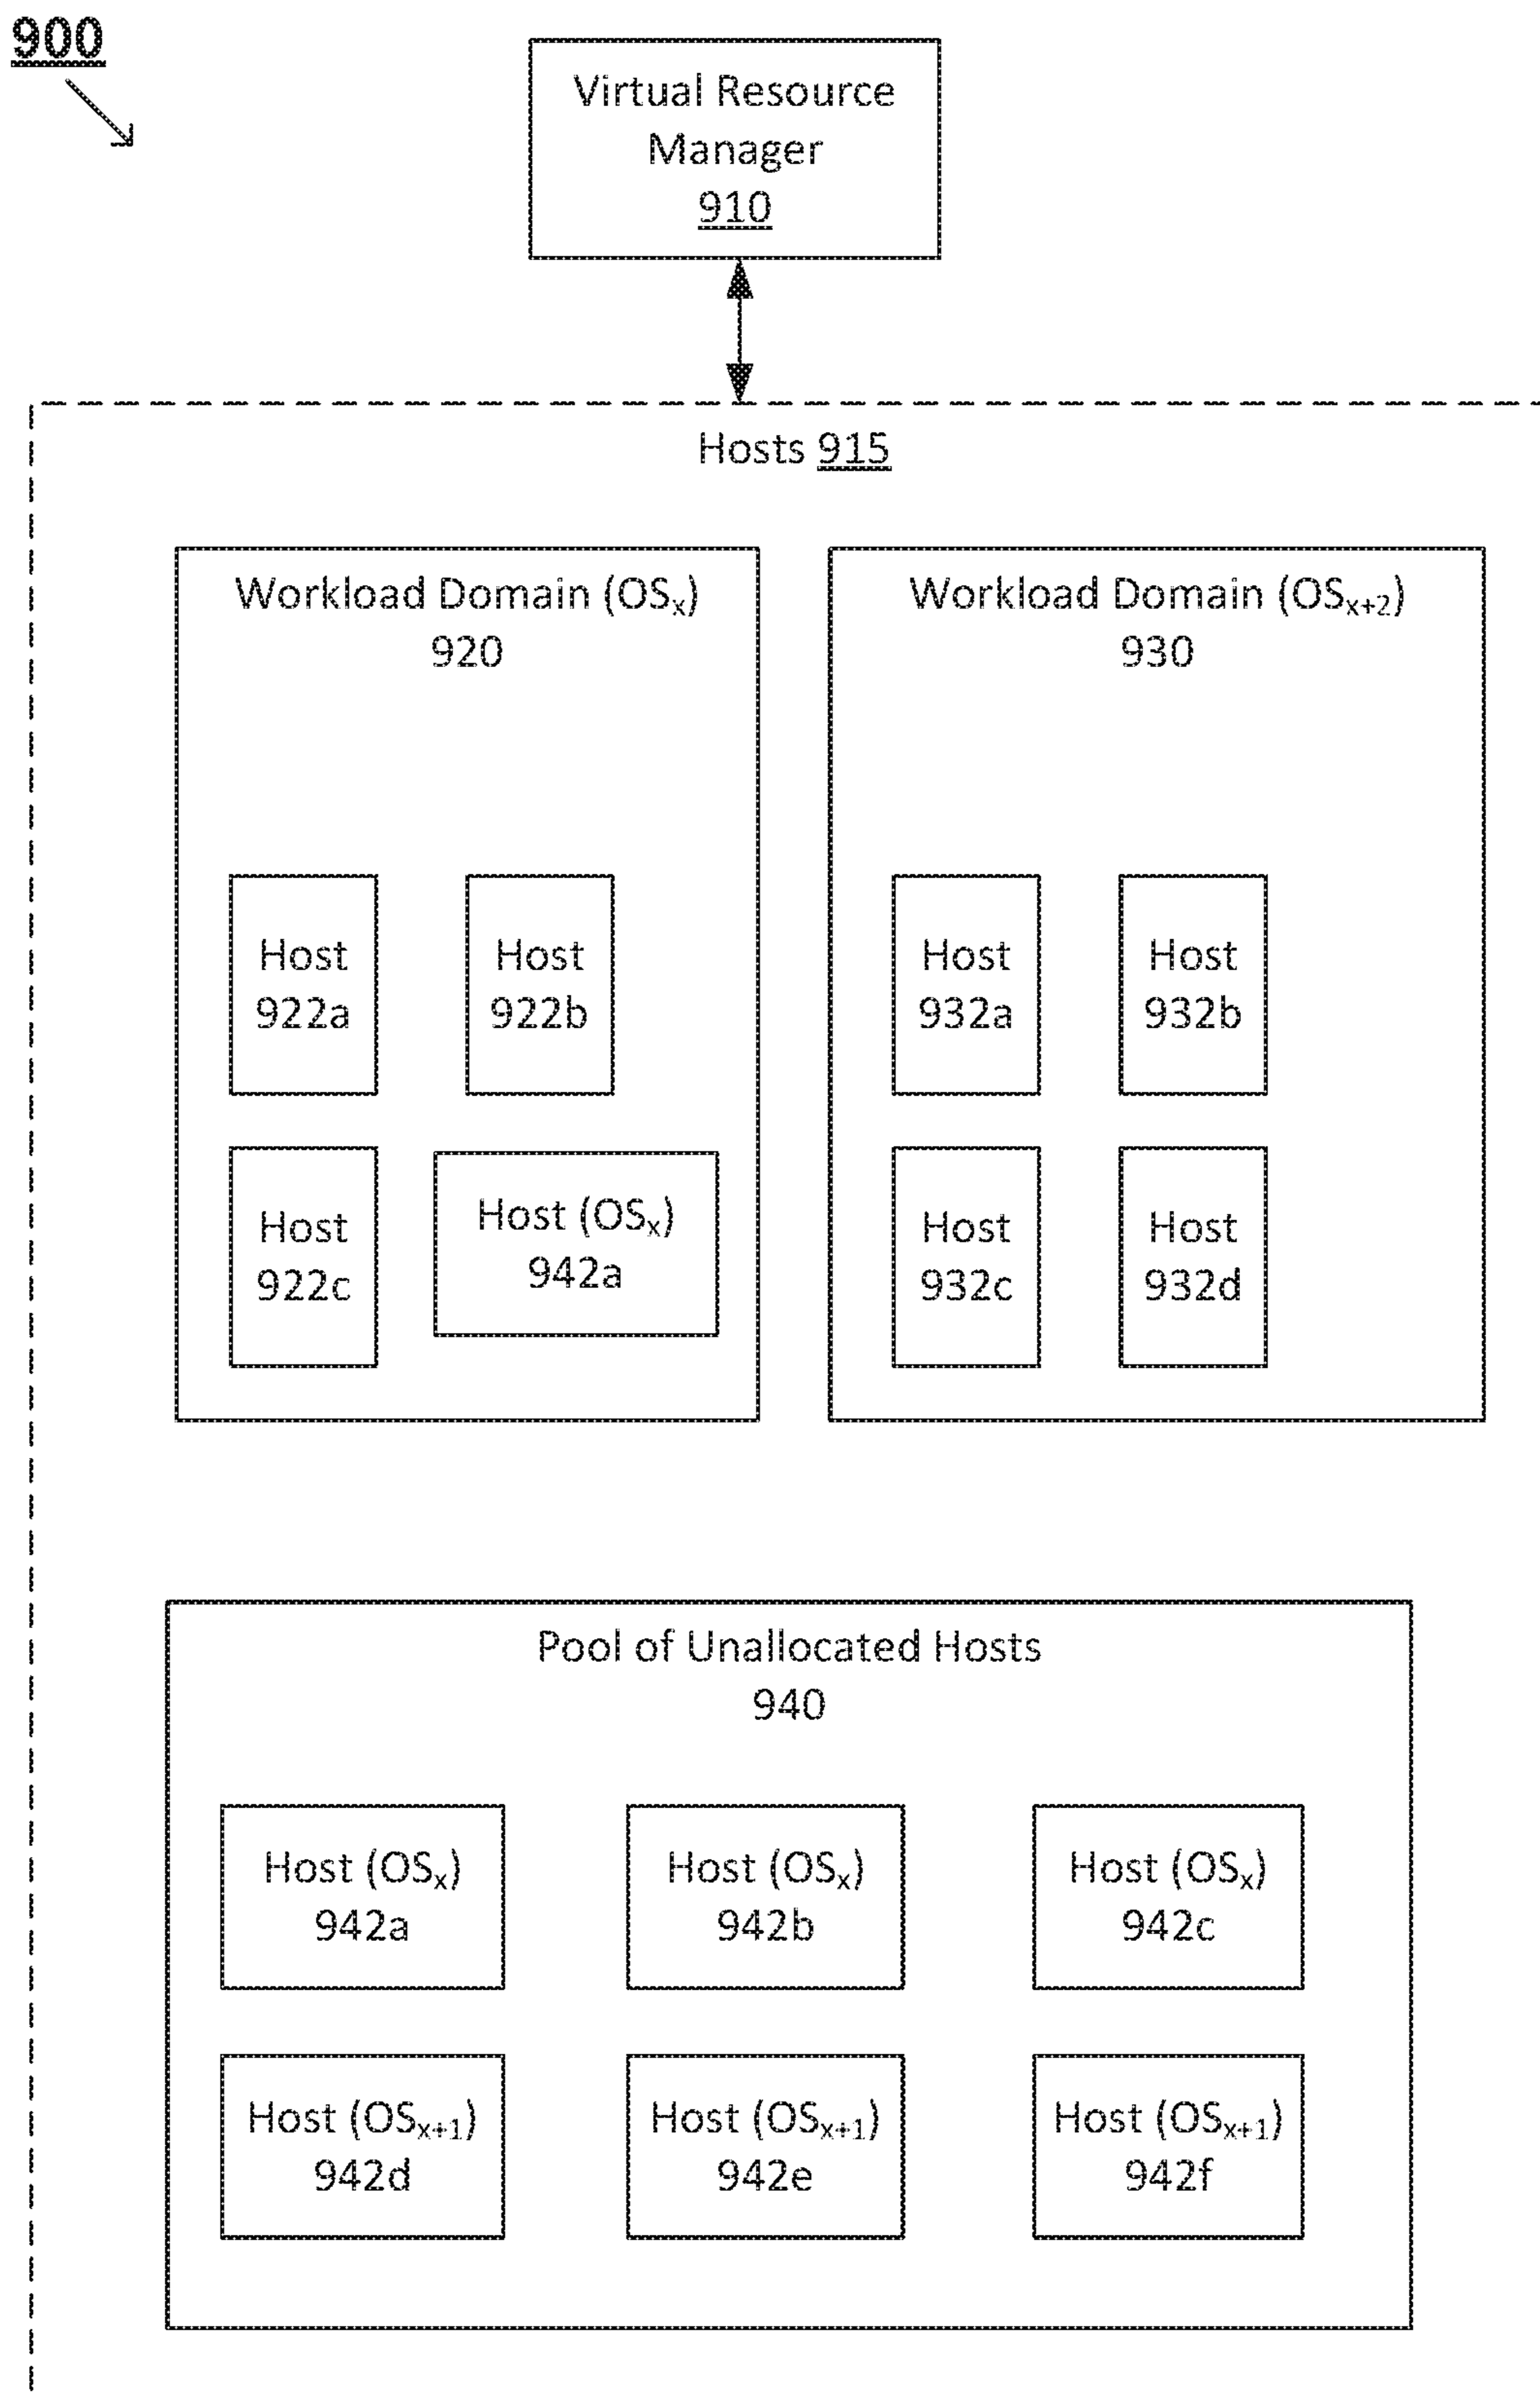 900
Virtual Resource
Manager
910
Hosts 915
Workload Domain (OSₓ)
920
Workload Domain (OSₓ₊₂)
930
Host
922a
Host
922b
Host
932a
Host
932b
Host
922c
Host (OSₓ)
942a
Host
932c
Host
932d
Pool of Unallocated Hosts
940
Host (OSₓ)
942a
Host (OSₓ)
942b
Host (OSₓ)
942c
Host (OSₓ₊₁)
942d
Host (OSₓ₊₁)
942e
Host (OSₓ₊₁)
942f